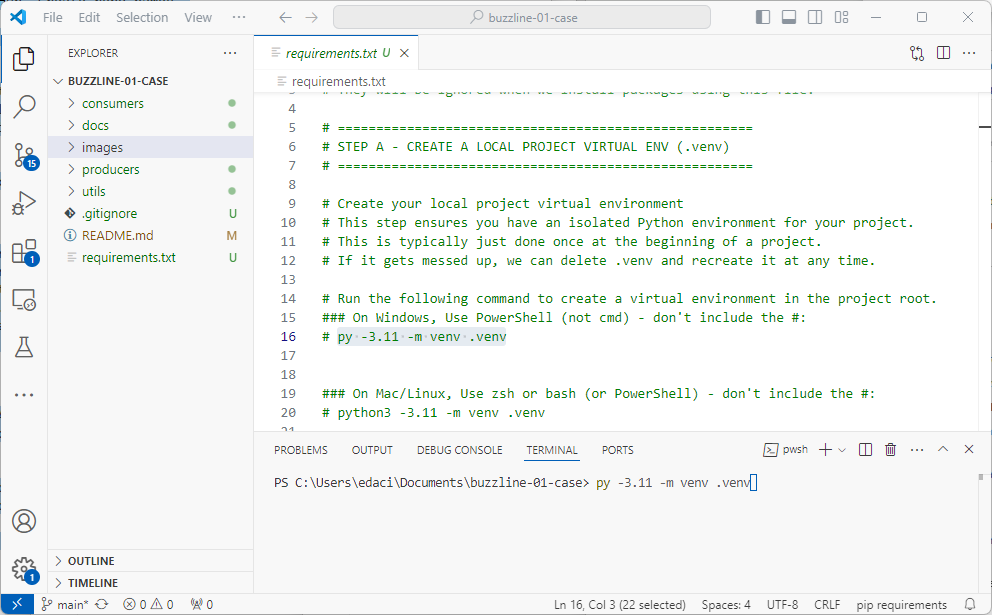 File Edit Selection View ··· buzzline-01-case
EXPLORER ···
BUZZLINE-01-CASE
consumers
docs
images
producers
utils
.gitignore U
README.md M
requirements.txt U
OUTLINE
TIMELINE
15
1
1
requirements.txt U
requirements.txt
3 # They will be ignored when we install packages using this file.
4
5 # ======================================================
6 # STEP A - CREATE A LOCAL PROJECT VIRTUAL ENV (.venv)
7 # ======================================================
8
9 # Create your local project virtual environment
10 # This step ensures you have an isolated Python environment for your project.
11 # This is typically just done once at the beginning of a project.
12 # If it gets messed up, we can delete .venv and recreate it at any time.
13
14 # Run the following command to create a virtual environment in the project root.
15 ### On Windows, Use PowerShell (not cmd) - don't include the #:
16 # py -3.11 -m venv .venv
17
18
19 ### On Mac/Linux, Use zsh or bash (or PowerShell) - don't include the #:
20 # python3 -3.11 -m venv .venv
21
PROBLEMS OUTPUT DEBUG CONSOLE TERMINAL PORTS pwsh
PS C:\Users\edaci\Documents\buzzline-01-case> py -3.11 -m venv .venv
main* 0 0 0 Ln 16, Col 3 (22 selected) Spaces: 4 UTF-8 CRLF pip requirements